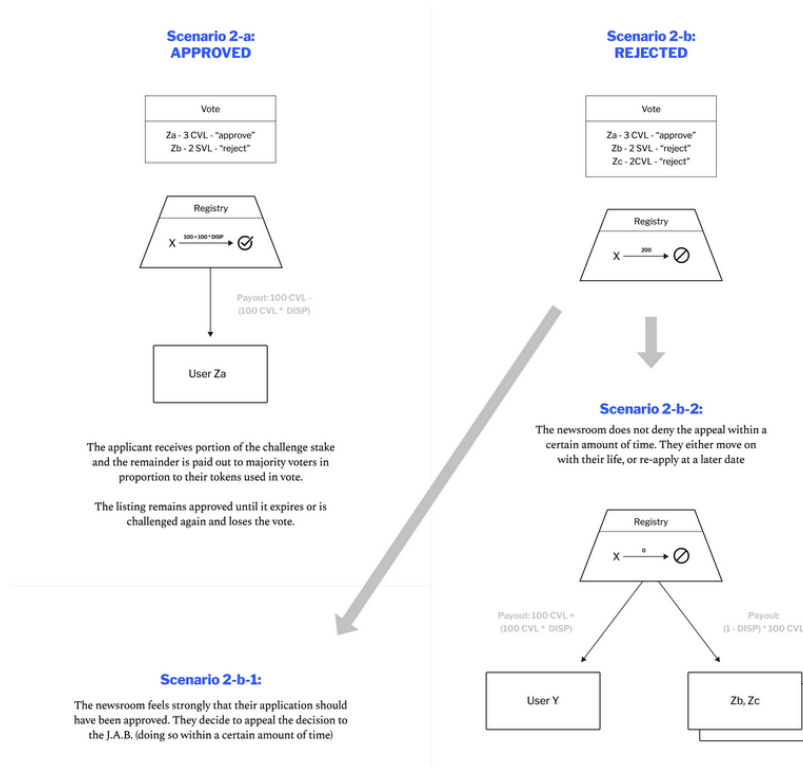 Scenario 2-a:
APPROVED
Vote
Za - 3 CVL - "approve"
Zb - 2 SVL - "reject"
Registry
X 100 + 100 * DISP
Payout: 100 CVL -
(100 CVL * DISP)
User Za
The applicant receives portion of the challenge stake
and the remainder is paid out to majority voters in
proportion to their tokens used in vote.
The listing remains approved until it expires or is
challenged again and loses the vote.
Scenario 2-b-1:
The newsroom feels strongly that their application should
have been approved. They decide to appeal the decision to
the J.A.B. (doing so within a certain amount of time)
Scenario 2-b:
REJECTED
Vote
Za - 3 CVL - "approve"
Zb - 2 SVL - "reject"
Zc - 2CVL - "reject"
Registry
X 200
Scenario 2-b-2:
The newsroom does not deny the appeal within a
certain amount of time. They either move on
with their life, or re-apply at a later date
Registry
X 0
Payout: 100 CVL +
(100 CVL * DISP)
Payout:
(1 - DISP) * 100 CVL
User Y
Zb, Zc